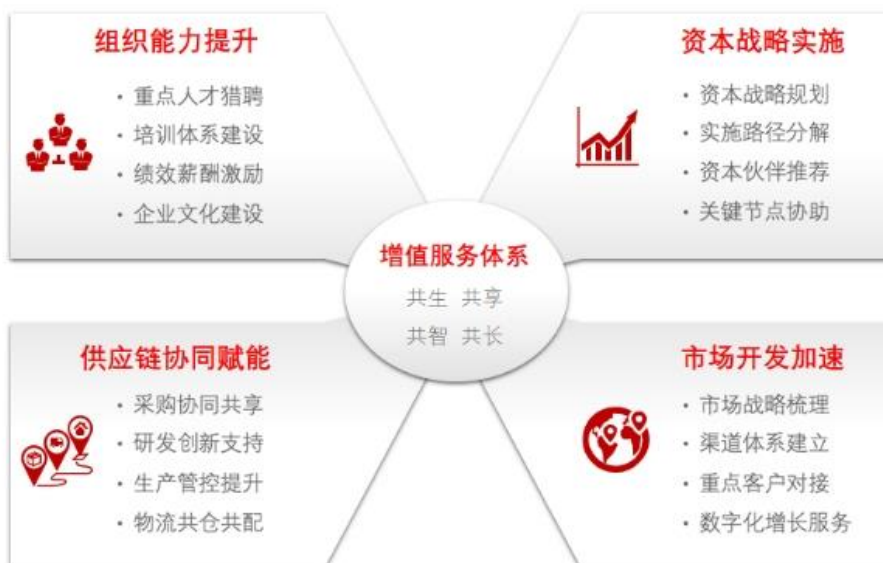 组织能力提升
· 重点人才猎聘
· 培训体系建设
· 绩效薪酬激励
· 企业文化建设
资本战略实施
· 资本战略规划
· 实施路径分解
· 资本伙伴推荐
· 关键节点协助
增值服务体系
共生 共享
共智 共长
供应链协同赋能
· 采购协同共享
· 研发创新支持
· 生产管控提升
· 物流共仓共配
市场开发加速
· 市场战略梳理
· 渠道体系建立
· 重点客户对接
· 数字化增长服务